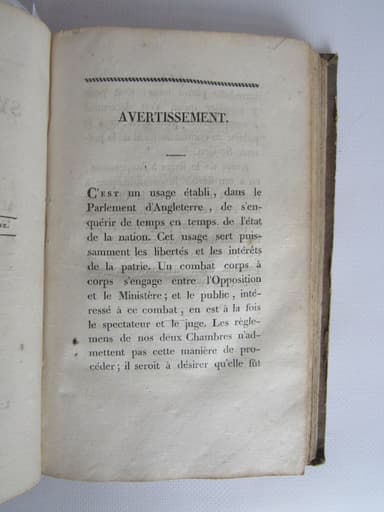 AVERTISSEMENT.
C'EST un usage établi, dans le
Parlement d'Angleterre, de s'en-
quérir de temps en temps de l'état
de la nation. Cet usage sert puis-
samment les libertés et les intérêts
de la patrie. Un combat corps à
corps s'engage entre l'Opposition
et le Ministère; et le public, inté-
ressé à ce combat, en est à la fois
le spectateur et le juge. Les règle-
mens de nos deux Chambres n'ad-
mettent pas cette manière de pro-
céder; il seroit à désirer qu'elle fût